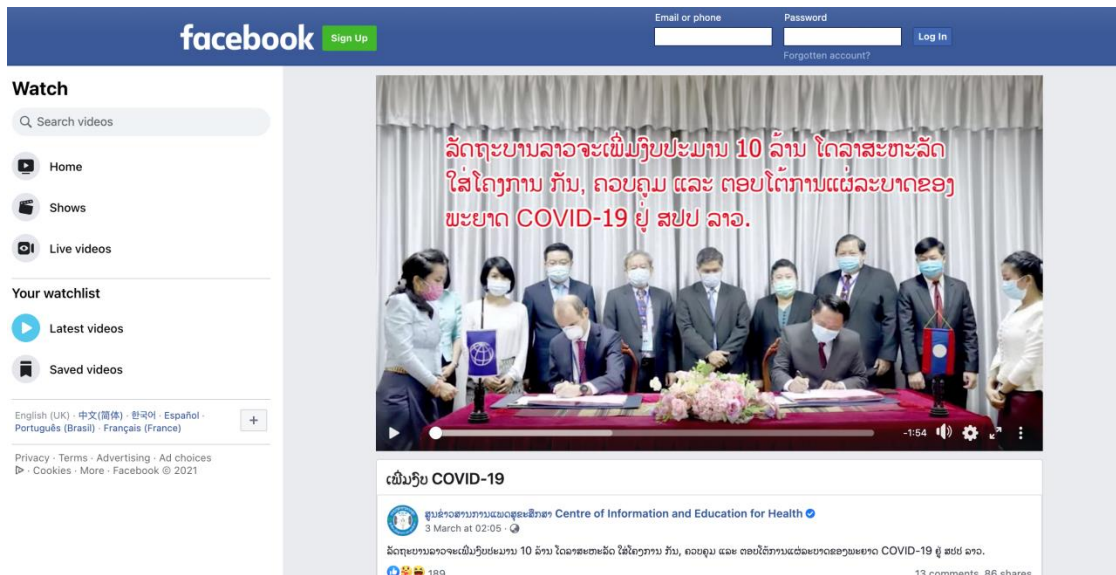 facebook
Sign Up
Email or phone
Password
Log In
Forgotten account?
Watch
Search videos
Home
Shows
Live videos
Your watchlist
Latest videos
Saved videos
English (UK) · 中文(简体) · 한국어 · Español ·
Português (Brasil) · Français (France)
+
Privacy · Terms · Advertising · Ad choices
· Cookies · More · Facebook © 2021
ລັດຖະບານລາວຈະເພີ່ມງົບປະມານ 10 ລ້ານ ໂດລາສະຫະລັດ
ໃສ່ໂຄງການ ກັນ, ຄວບຄຸມ ແລະ ຕອບໂຕ້ການແຜ່ລະບາດຂອງ
ພະຍາດ COVID-19 ຢູ່ ສປປ ລາວ.
-1:54
ເພີ່ມງົບ COVID-19
ສູນຂ່າວສານການແພດສຸຂະສຶກສາ Centre of Information and Education for Health
3 March at 02:05 ·
ລັດຖະບານລາວຈະເພີ່ມງົບປະມານ 10 ລ້ານ ໂດລາສະຫະລັດ ໃສ່ໂຄງການ ກັນ, ຄວບຄຸມ ແລະ ຕອບໂຕ້ການແຜ່ລະບາດຂອງພະຍາດ COVID-19 ຢູ່ ສປປ ລາວ.
189
13 comments 86 shares